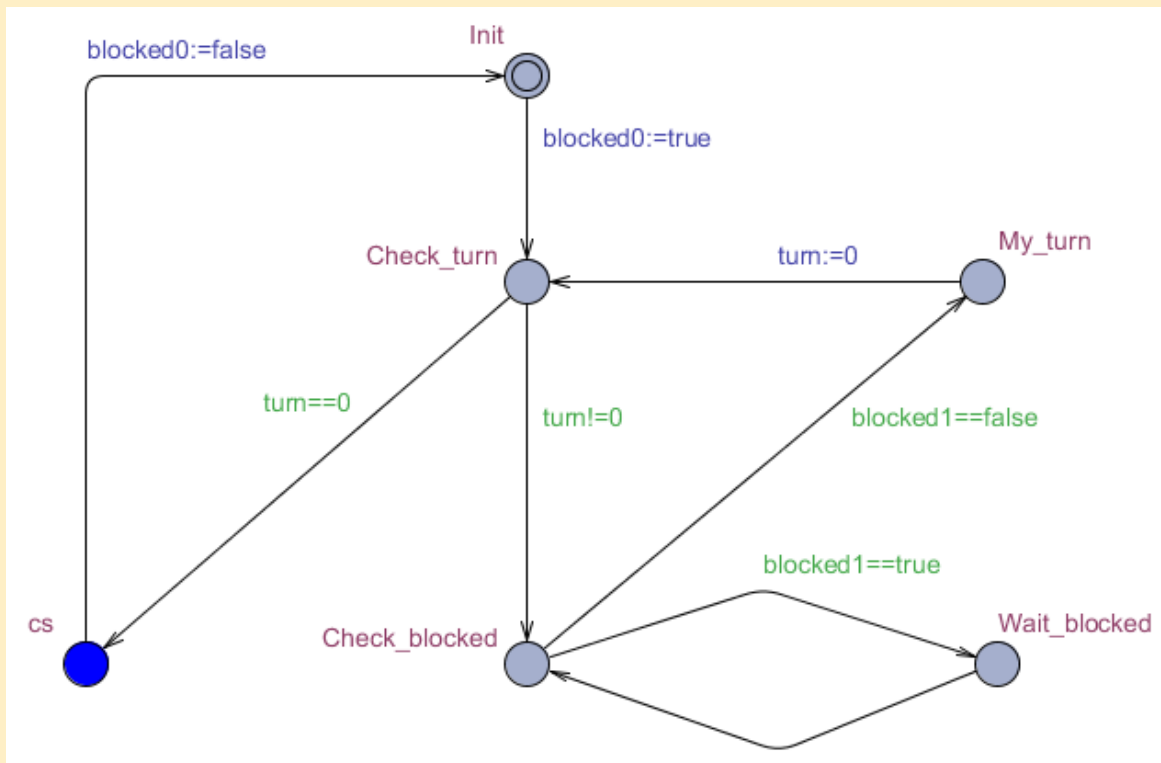 Init
blocked0:=false
blocked0:=true
My_turn
Check_turn
turn:=0
turn==0
turn!=0
blocked1==false
blocked1==true
cs
Check_blocked
Wait_blocked